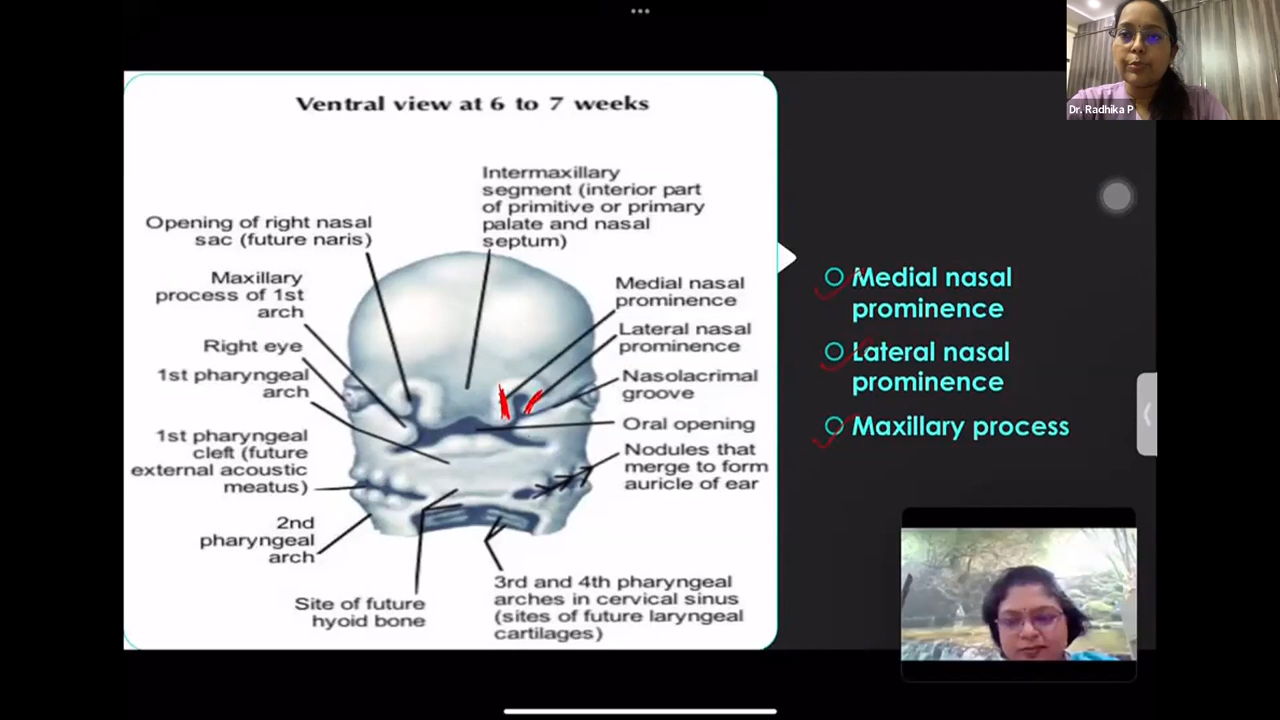 Dr. Radhika P
Ventral view at 6 to 7 weeks
Intermaxillary
segment (interior part
of primitive or primary
palate and nasal
septum)
Opening of right nasal
sac (future naris)
Maxillary
process of 1st
arch
Right eye
1st pharyngeal
arch
1st pharyngeal
cleft (future
external acoustic
meatus)
2nd
pharyngeal
arch
Site of future
hyoid bone
Medial nasal
prominence
Lateral nasal
prominence
Nasolacrimal
groove
Oral opening
Nodules that
merge to form
auricle of ear
3rd and 4th pharyngeal
arches in cervical sinus
(sites of future laryngeal
cartilages)
Medial nasal
prominence
Lateral nasal
prominence
Maxillary process